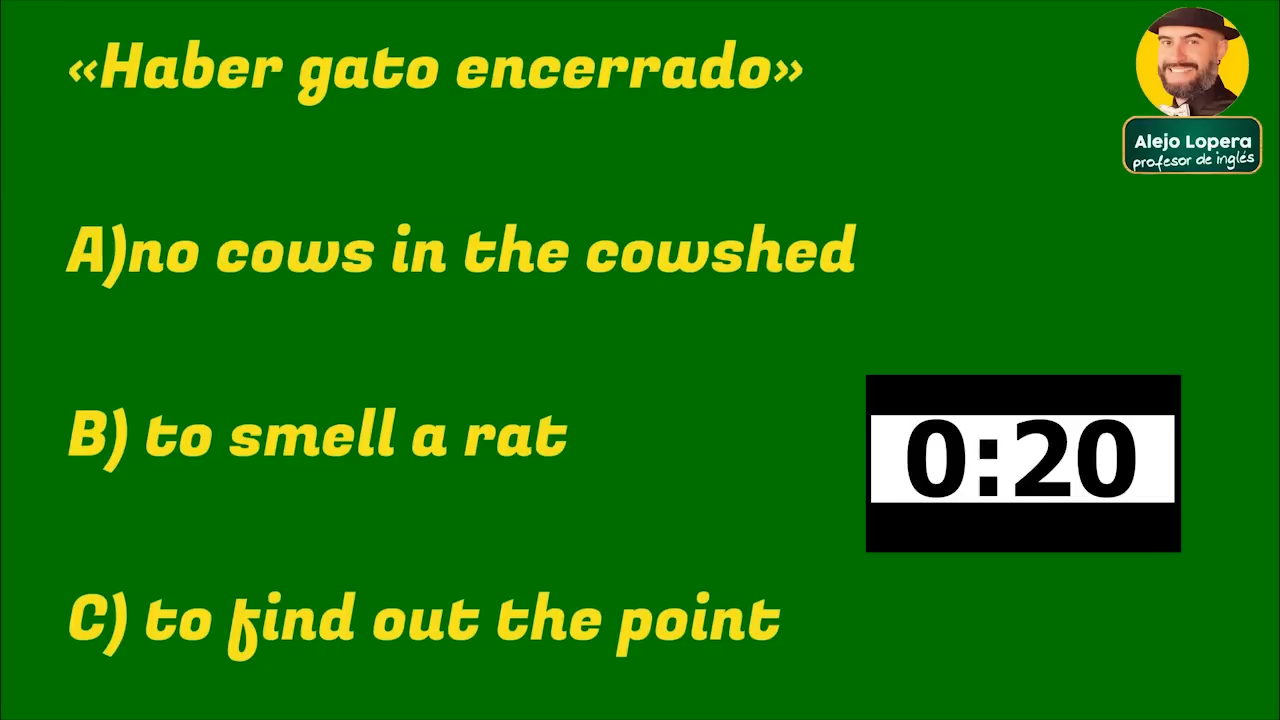 «Haber gato encerrado»
Alejo Lopera
profesor de inglés
A)no cows in the cowshed
B) to smell a rat
0:20
C) to find out the point